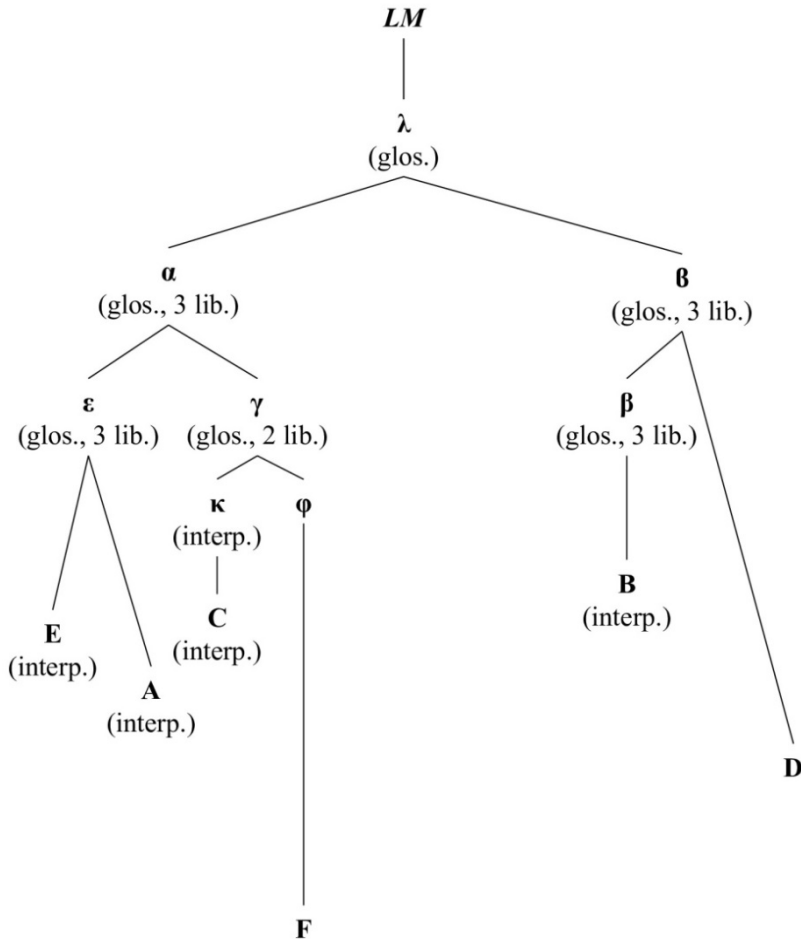 LM
λ
(glos.)
α
(glos., 3 lib.)
ϐ
(glos., 3 lib.)
ε
(glos., 3 lib.)
γ
(glos., 2 lib.)
β
(glos., 3 lib.)
κ
(interp.)
φ
E
(interp.)
A
(interp.)
C
(interp.)
B
(interp.)
D
F